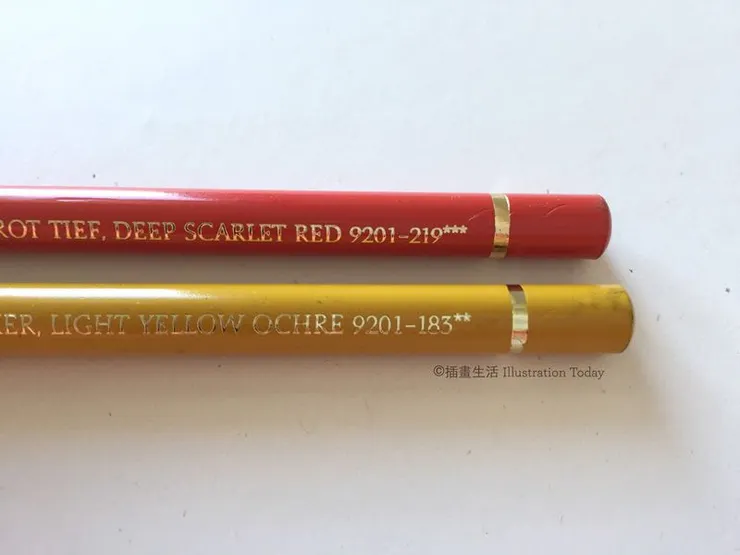 ROT TIEF, DEEP SCARLET RED 9201-219***
ER, LIGHT YELLOW OCHRE 9201-183**
©插畫生活 Illustration Today